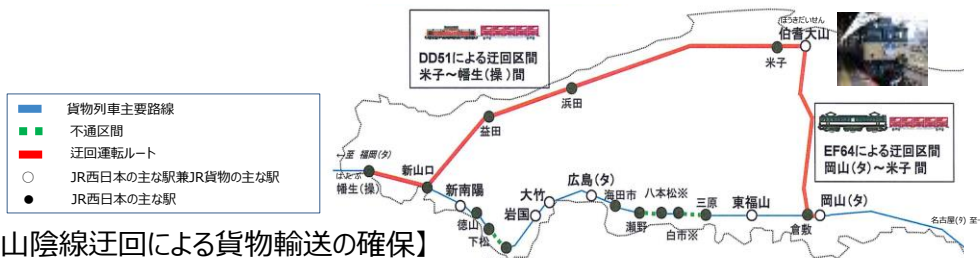 貨物列車主要路線
不通区間
迂回運転ルート
JR西日本の主な駅兼JR貨物の主な駅
JR西日本の主な駅
DD51による迂回区間
米子～幡生(操)間
ほうきだいせん
伯耆大山
米子
浜田
益田
EF64による迂回区間
岡山(タ)～米子間
←至 福岡(タ)
幡生(操)
新山口
新南陽
徳山
下松
岩国
大竹
広島(タ)
海田市
瀬野
八本松※
白市※
三原
東福山
倉敷
岡山(タ)
名古屋(タ) 至
山陰線迂回による貨物輸送の確保】